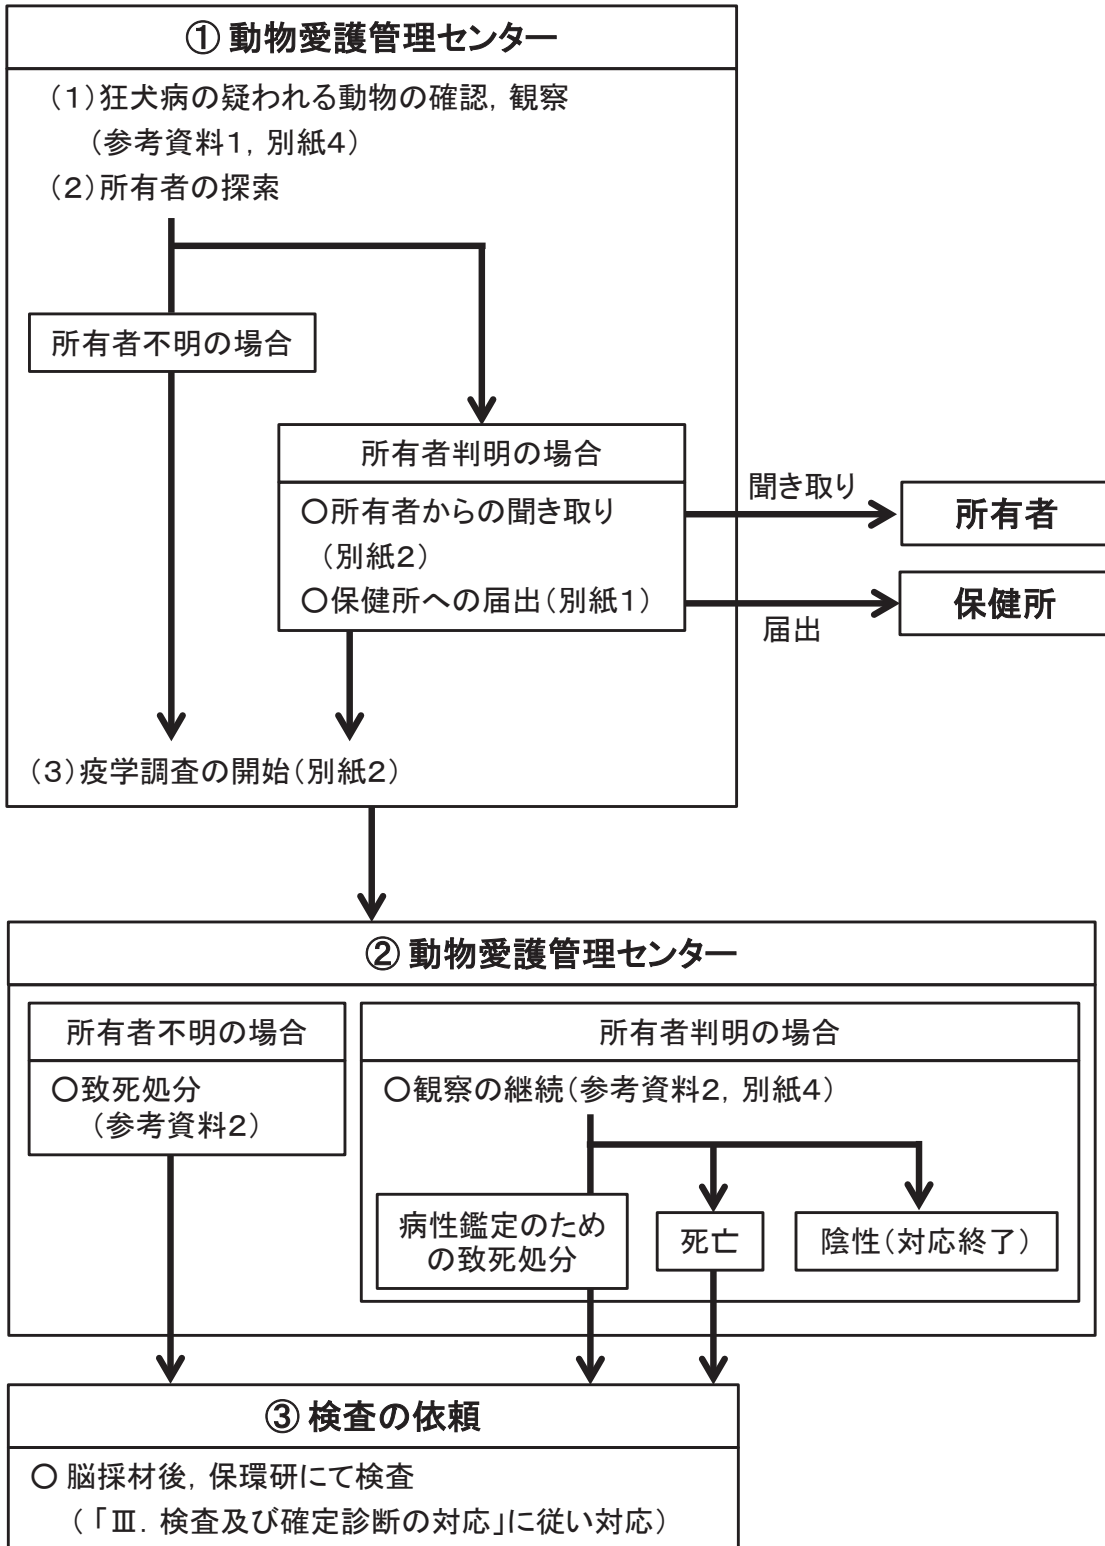 ① 動物愛護管理センター
（1）狂犬病の疑われる動物の確認，観察
（参考資料1，別紙4）
（2）所有者の探索
所有者不明の場合
所有者判明の場合
○所有者からの聞き取り
（別紙2）
○保健所への届出（別紙1）
聞き取り
所有者
届出
保健所
（3）疫学調査の開始（別紙2）
② 動物愛護管理センター
所有者不明の場合
○致死処分
（参考資料2）
所有者判明の場合
○観察の継続（参考資料2，別紙4）
病性鑑定のため
の致死処分
死亡
陰性（対応終了）
③ 検査の依頼
○ 脳採材後，保環研にて検査
（「Ⅲ．検査及び確定診断の対応」に従い対応）